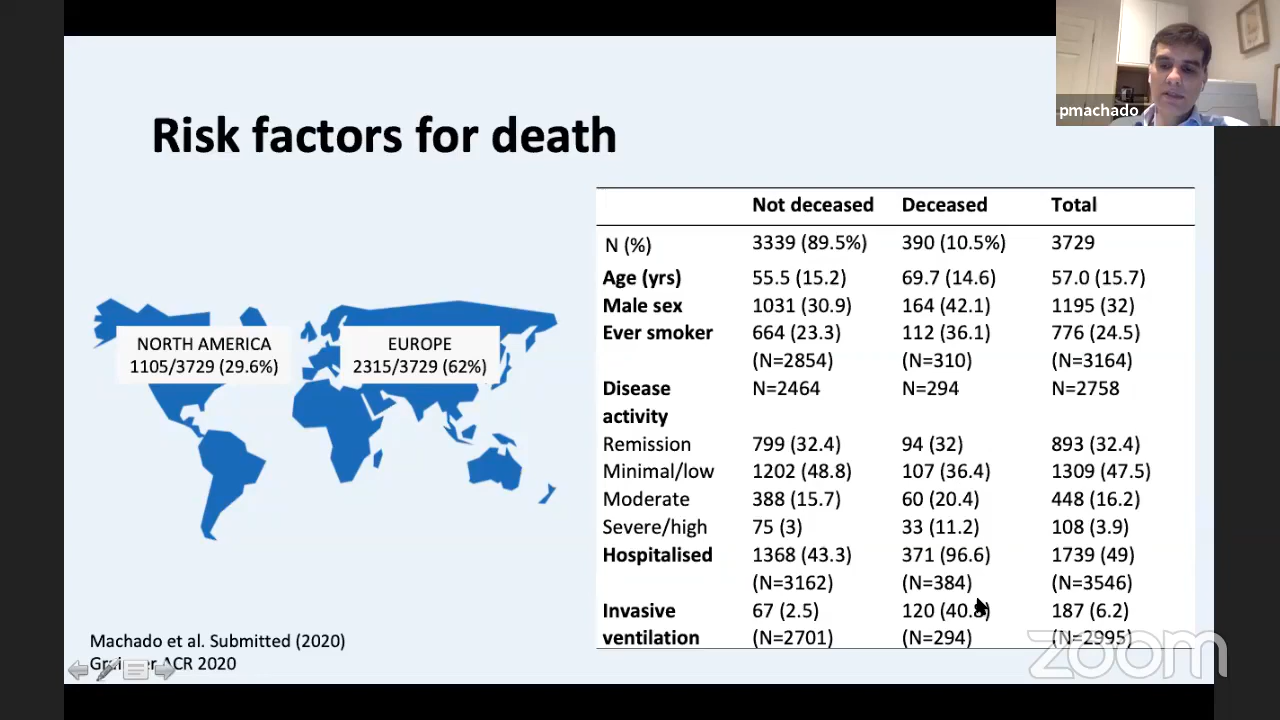 pmachado
Risk factors for death
NORTH AMERICA
1105/3729 (29.6%)
EUROPE
2315/3729 (62%)
Not deceased Deceased Total
N (%) 3339 (89.5%) 390 (10.5%) 3729
Age (yrs) 55.5 (15.2) 69.7 (14.6) 57.0 (15.7)
Male sex 1031 (30.9) 164 (42.1) 1195 (32)
Ever smoker 664 (23.3) 112 (36.1) 776 (24.5)
(N=2854) (N=310) (N=3164)
Disease N=2464 N=294 N=2758
activity
Remission 799 (32.4) 94 (32) 893 (32.4)
Minimal/low 1202 (48.8) 107 (36.4) 1309 (47.5)
Moderate 388 (15.7) 60 (20.4) 448 (16.2)
Severe/high 75 (3) 33 (11.2) 108 (3.9)
Hospitalised 1368 (43.3) 371 (96.6) 1739 (49)
(N=3162) (N=384) (N=3546)
Invasive 67 (2.5) 120 187 (6.2)
ventilation (N=2701) (N=294) (N=2995)
Machado et al. Submitted (2020)
ACR 2020
zoom